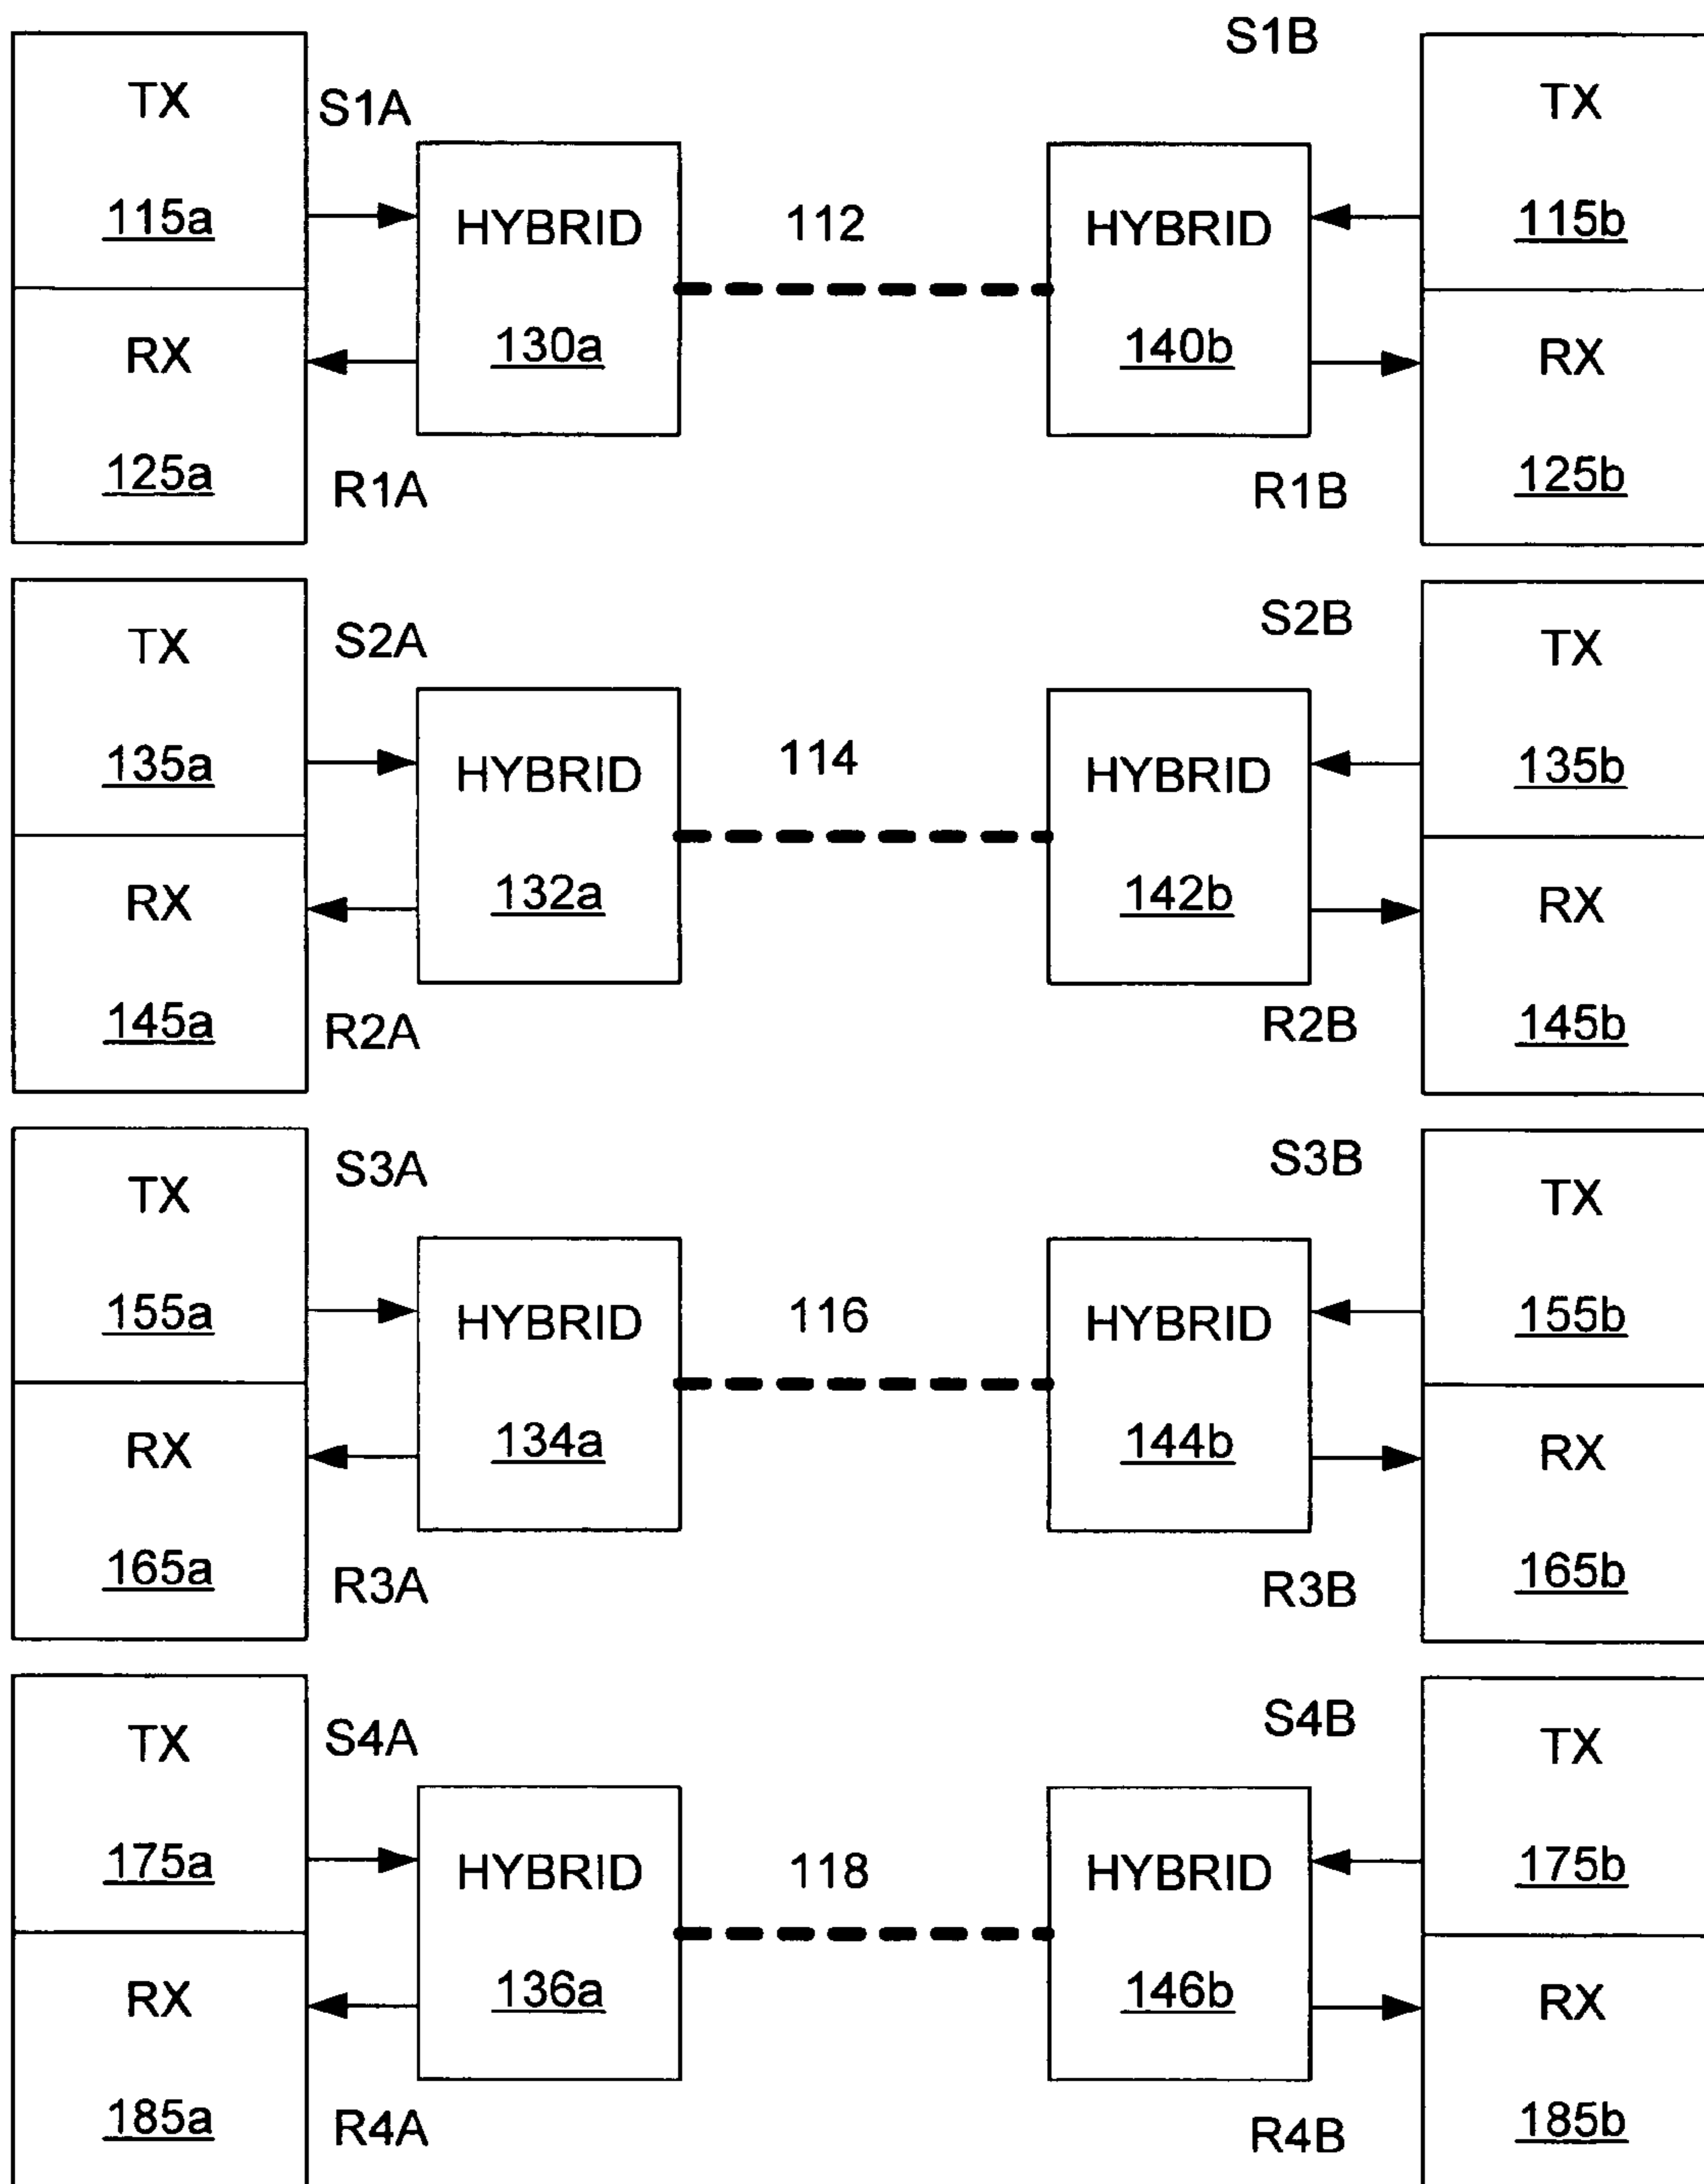 S1B
TX
S1A
TX
115a
HYBRID
112
HYBRID
115b
RX
130a
140b
RX
125a
R1A
R1B
125b
TX
S2A
S2B
TX
135a
HYBRID
114
HYBRID
135b
RX
132a
142b
RX
145a
R2A
R2B
145b
TX
S3A
S3B
TX
155a
HYBRID
116
HYBRID
155b
RX
134a
144b
RX
165a
R3A
R3B
165b
TX
S4A
S4B
TX
175a
HYBRID
118
HYBRID
175b
RX
136a
146b
RX
185a
R4A
R4B
185b